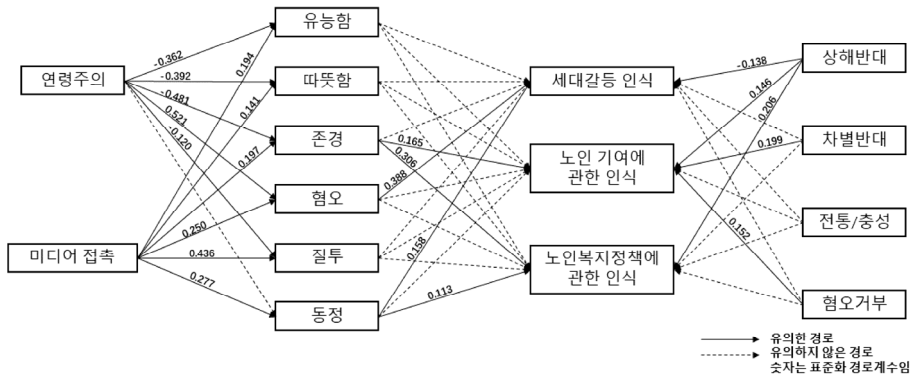 유능함
연령주의
따뜻함
존경
혐오
미디어 접촉
질투
동정
세대갈등 인식
노인 기여에
관한 인식
노인복지정책에
관한 인식
상해반대
차별반대
전통/충성
혐오거부
-0.362
-0.392
-0.481
0.521
-0.120
0.194
0.141
0.197
0.250
0.436
0.277
0.165
0.306
0.388
0.158
0.113
-0.138
0.146
0.206
0.199
0.152
유의한 경로
유의하지 않은 경로
숫자는 표준화 경로계수임